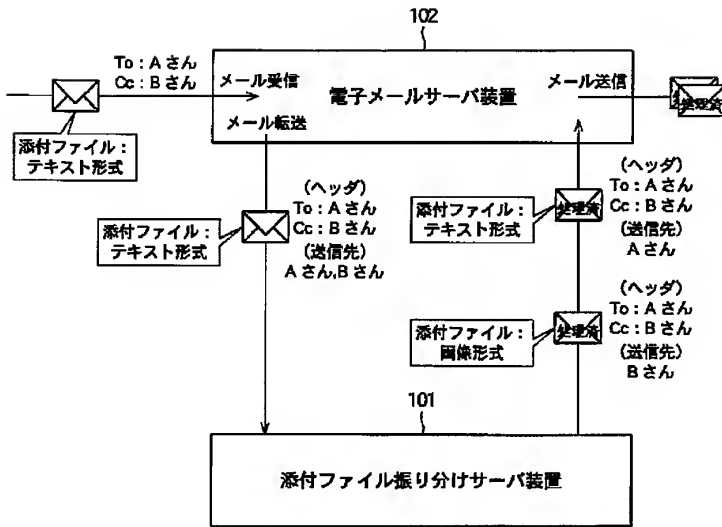 102
To：Aさん
Cc：Bさん
メール受信
メール送信
電子メールサーバ装置
メール転送
処理済
添付ファイル：
テキスト形式
(ヘッダ)
To：Aさん
Cc：Bさん
(送信先)
Aさん,Bさん
添付ファイル：
テキスト形式
(ヘッダ)
To：Aさん
Cc：Bさん
(送信先)
Aさん
処理済
添付ファイル：
テキスト形式
(ヘッダ)
To：Aさん
Cc：Bさん
(送信先)
Bさん
処理済
添付ファイル：
画像形式
101
添付ファイル振り分けサーバ装置